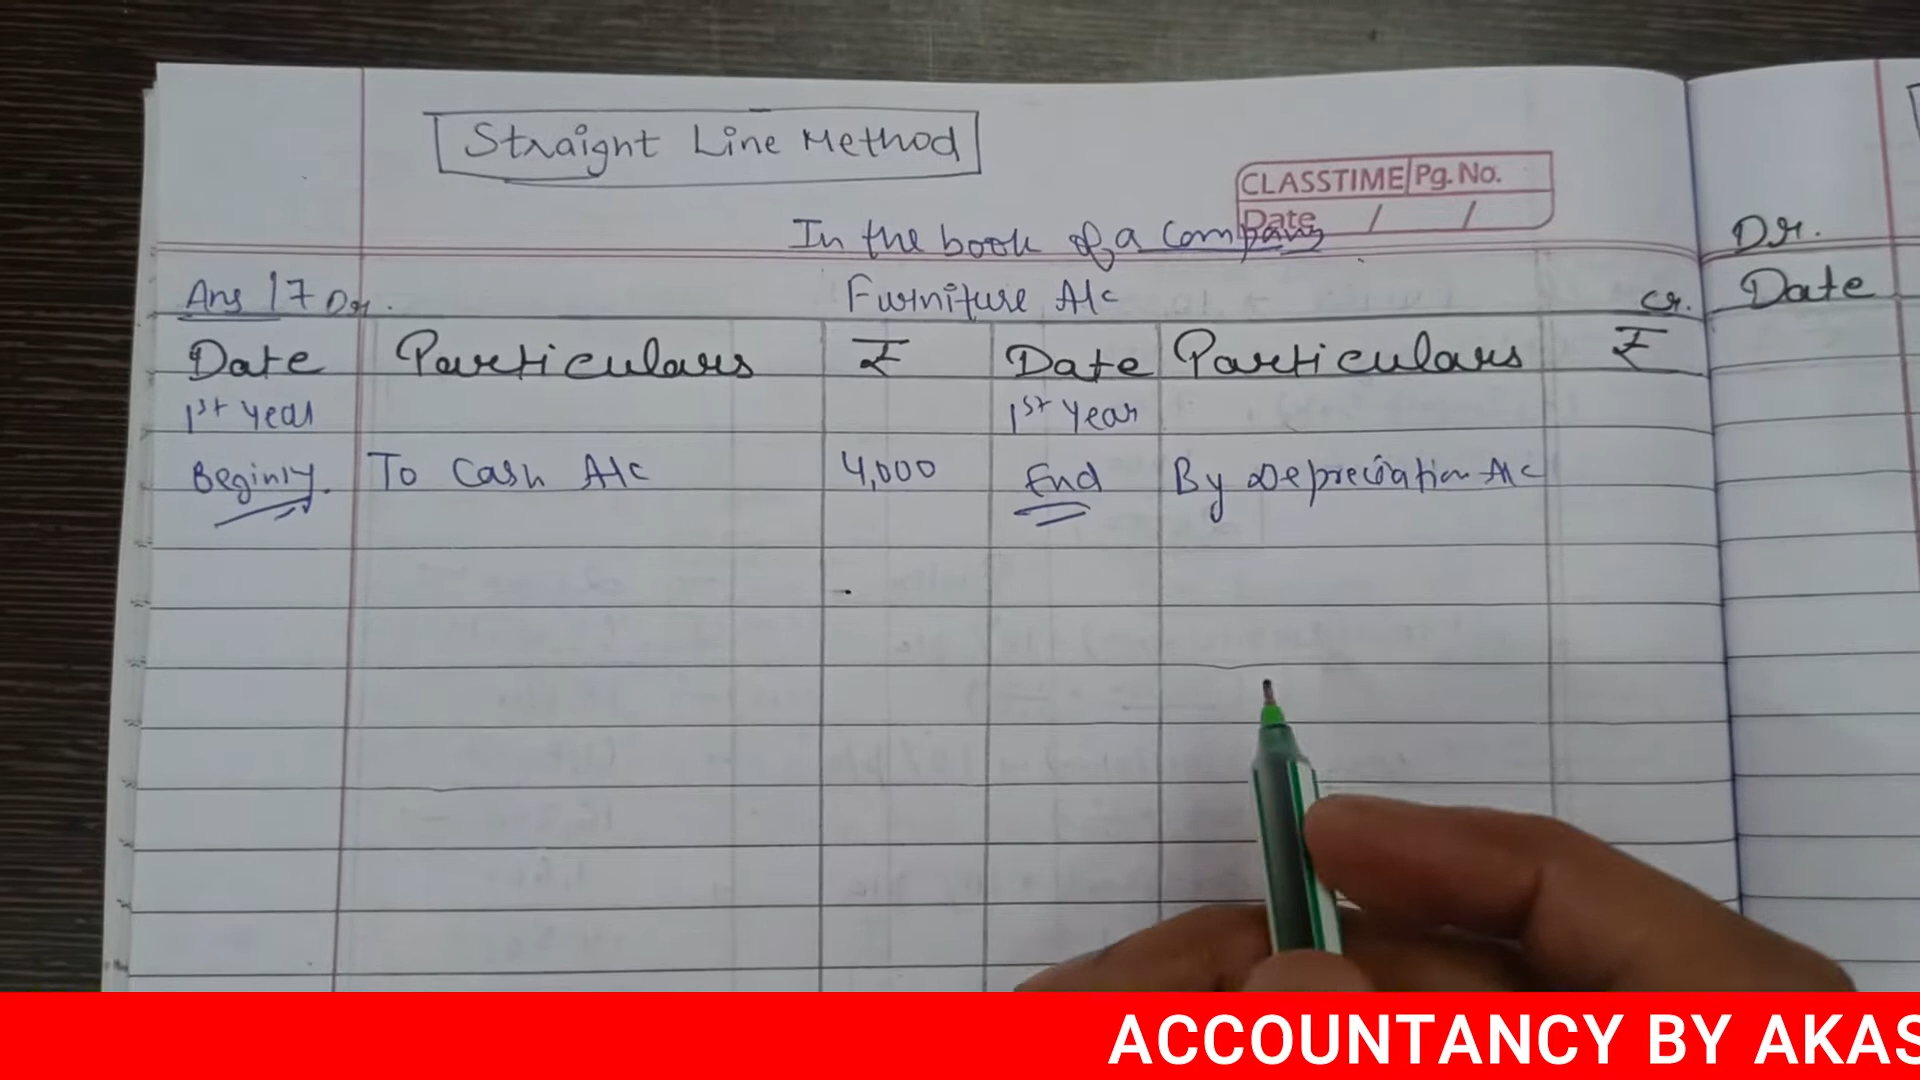 Straight Line Method
CLASSTIME Pg. No.
Date / /
In the book of a Company
Ans 17 Dr. Furniture A/c Cr.
Date Particulars ₹ Date Particulars ₹
1st Year 1st Year
Beginig. To Cash A/c 4,000 End By Depreciation A/c
Dr.
Date
ACCOUNTANCY BY AKAS